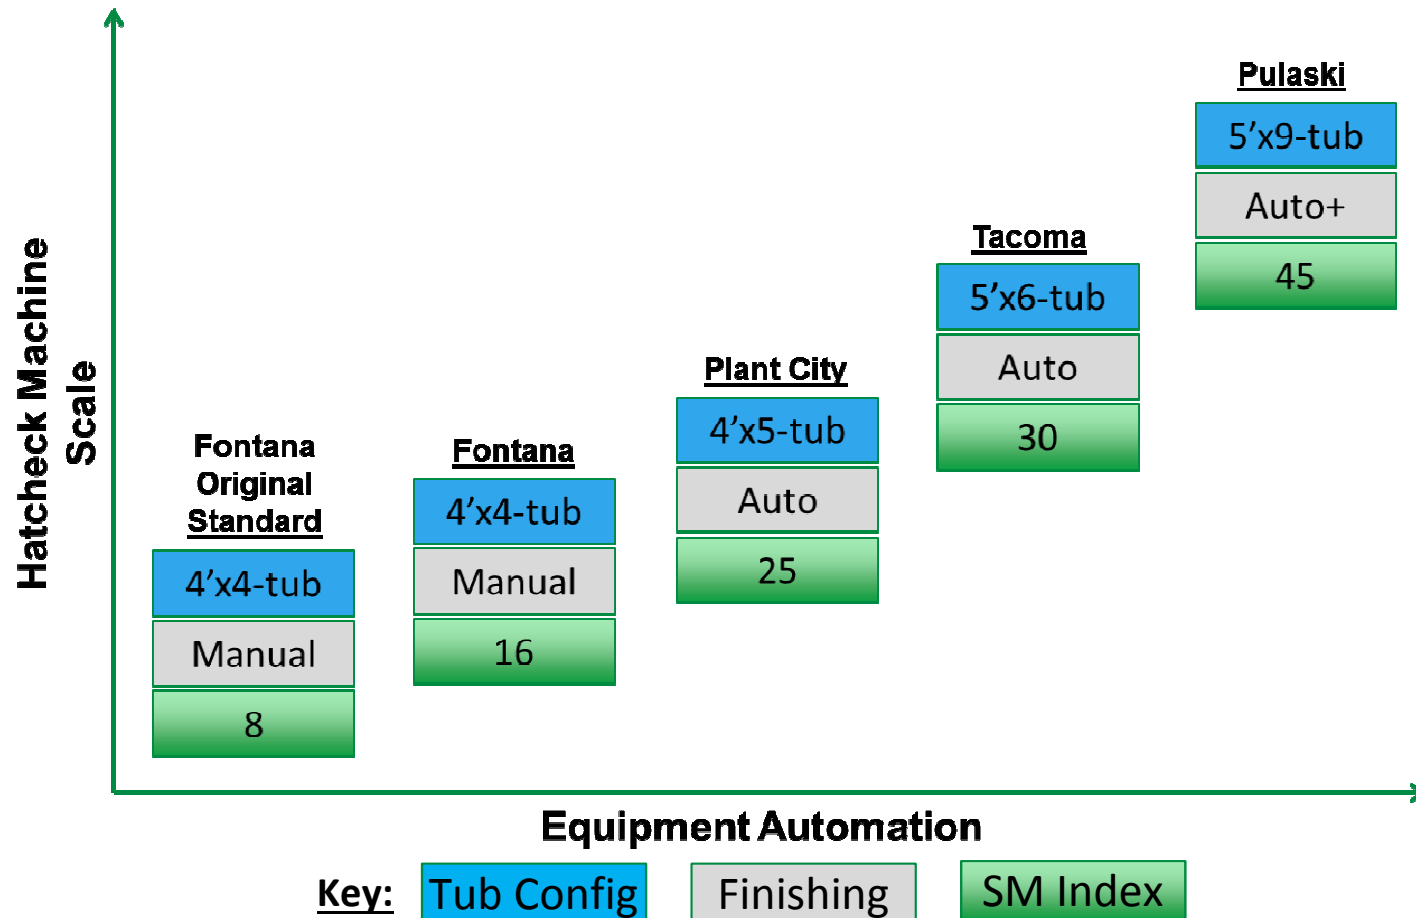 Pulaski
5’x9-tub
Auto+
45
Tacoma
5’x6-tub
Auto
30
Plant City
4’x5-tub
Auto
25
Fontana
4’x4-tub
Manual
16
Fontana
Original
Standard
4’x4-tub
Manual
8
Hatcheck Machine
Scale
Equipment Automation
Key: Tub Config Finishing SM Index